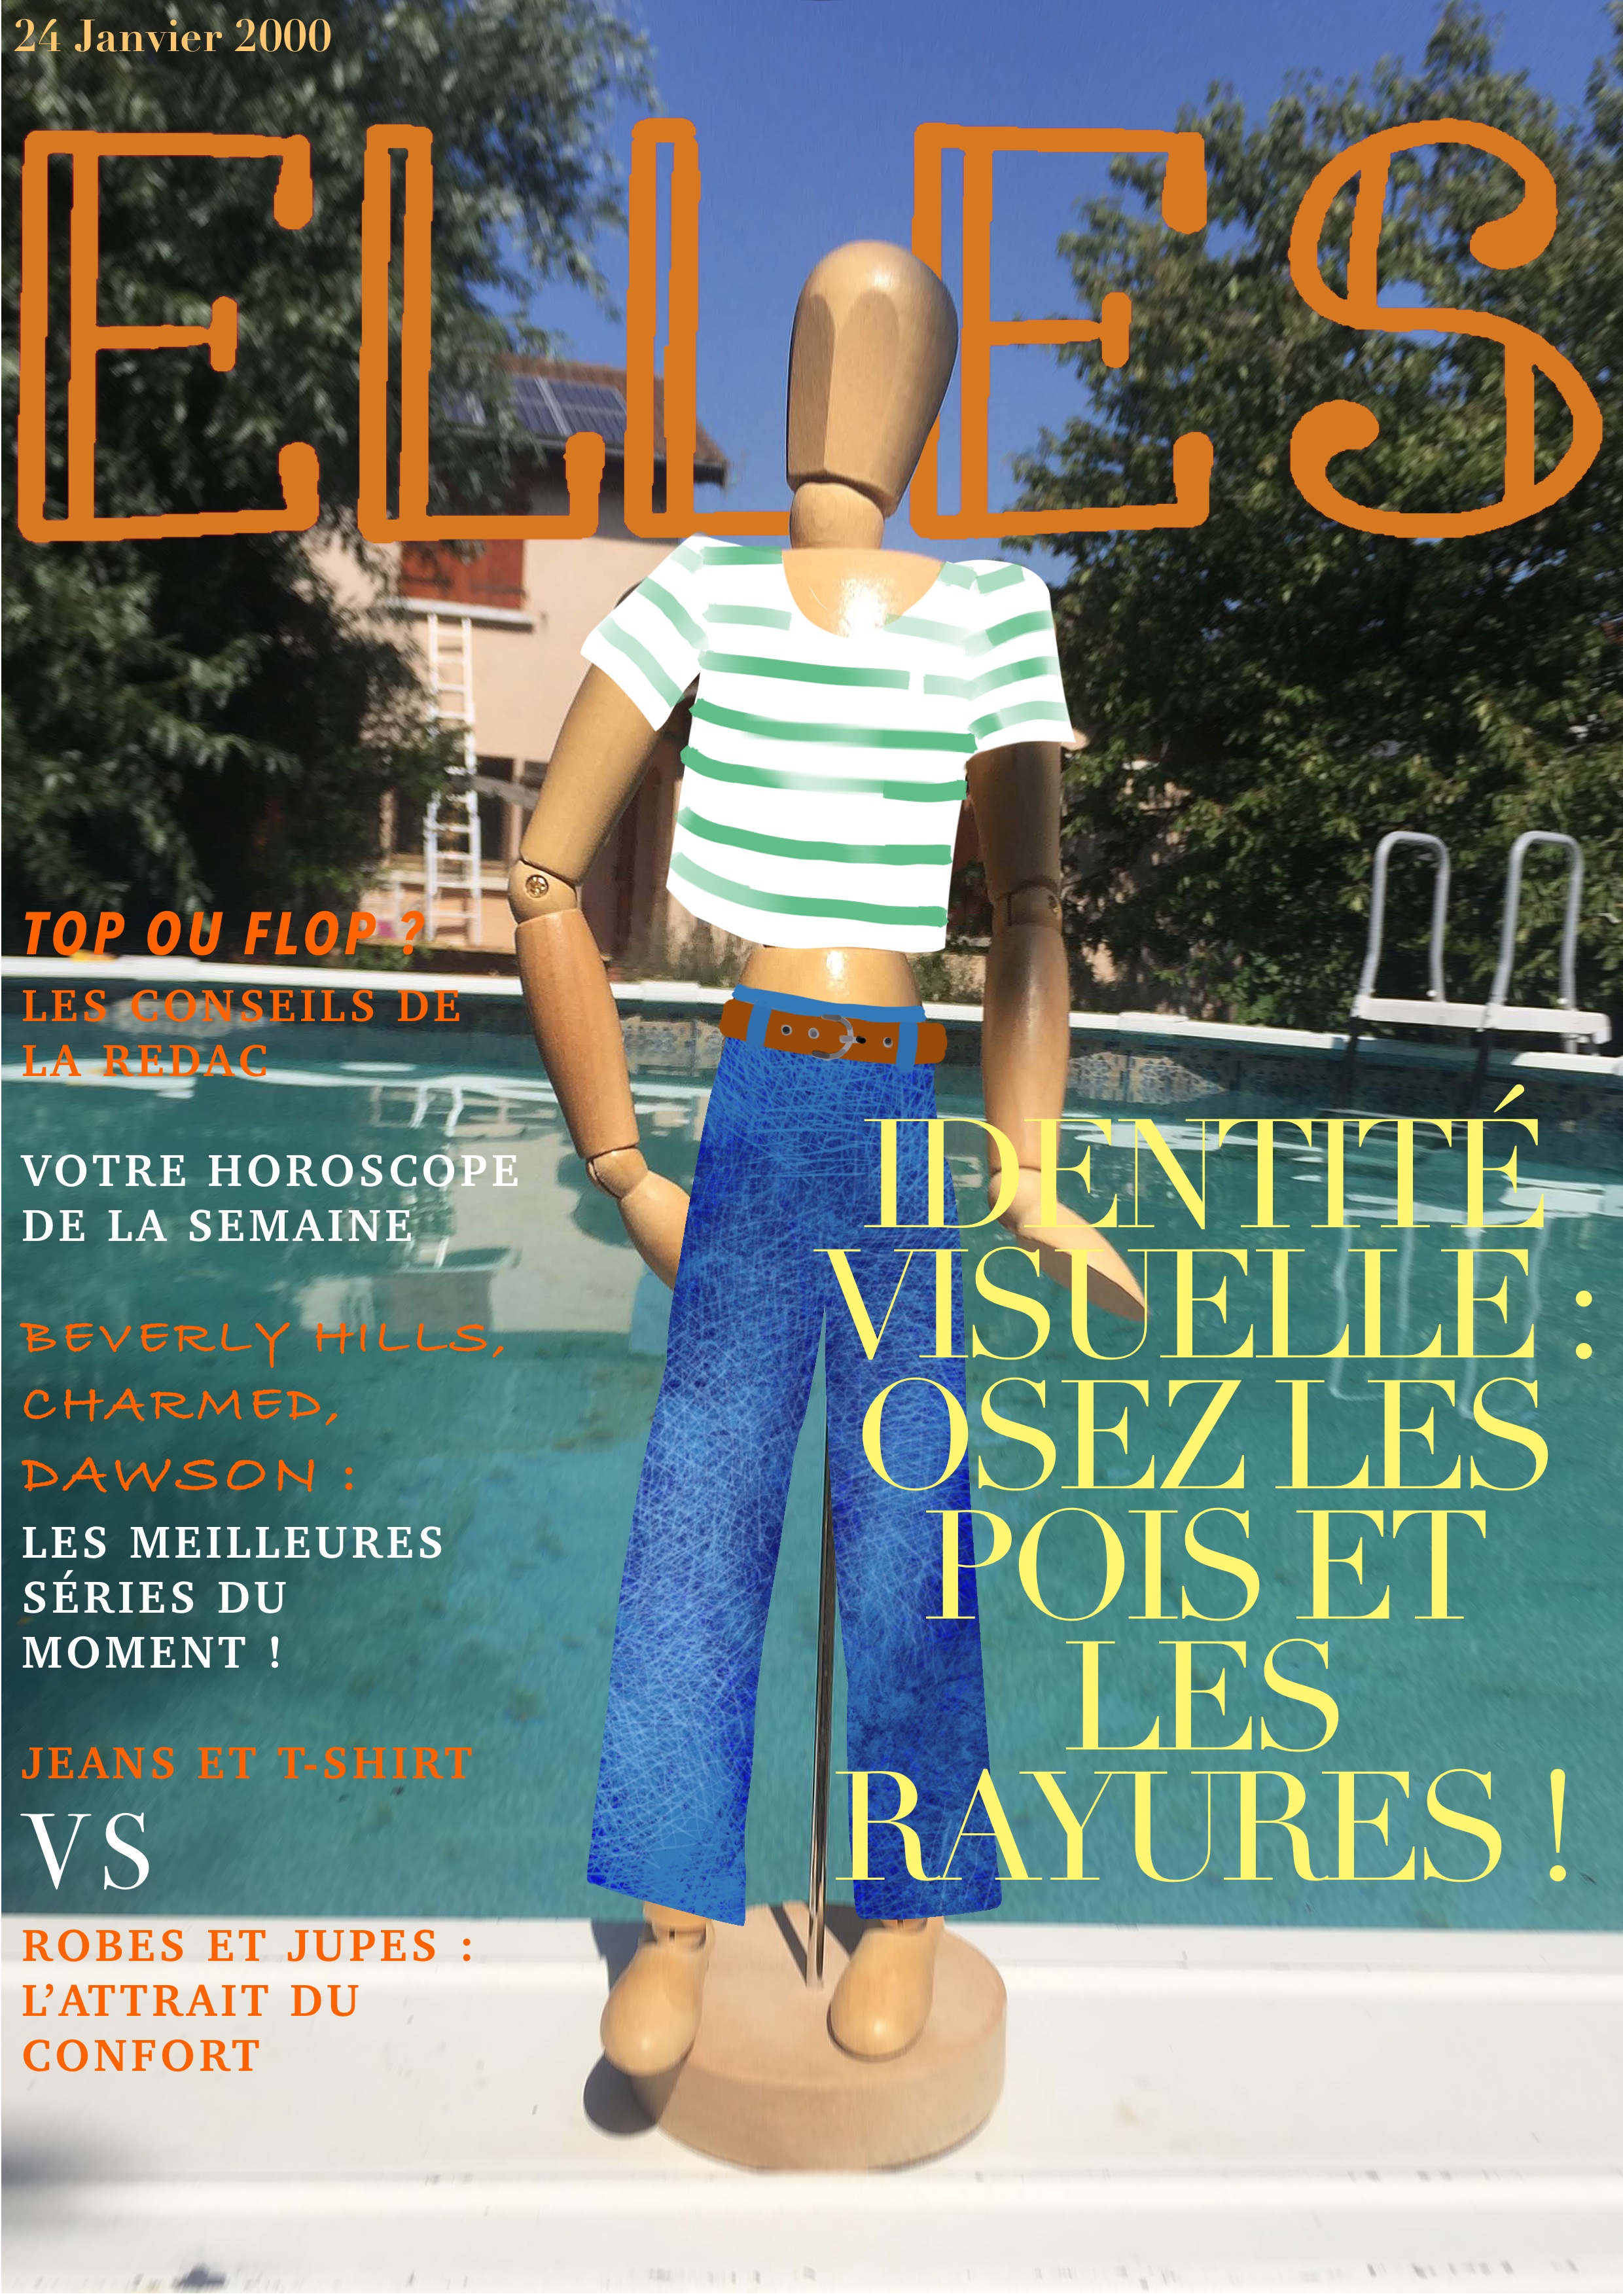 24 Janvier 2000
ELLES
TOP OU FLOP ?
LES CONSEILS DE
LA REDAC
VOTRE HOROSCOPE
DE LA SEMAINE
BEVERLY HILLS,
CHARMED,
DAWSON :
LES MEILLEURES
SÉRIES DU
MOMENT !
JEANS ET T-SHIRT
VS
ROBES ET JUPES :
L'ATTRAIT DU
CONFORT
IDENTITÉ
VISUELLE :
OSEZ LES
POIS ET
LES
RAYURES !